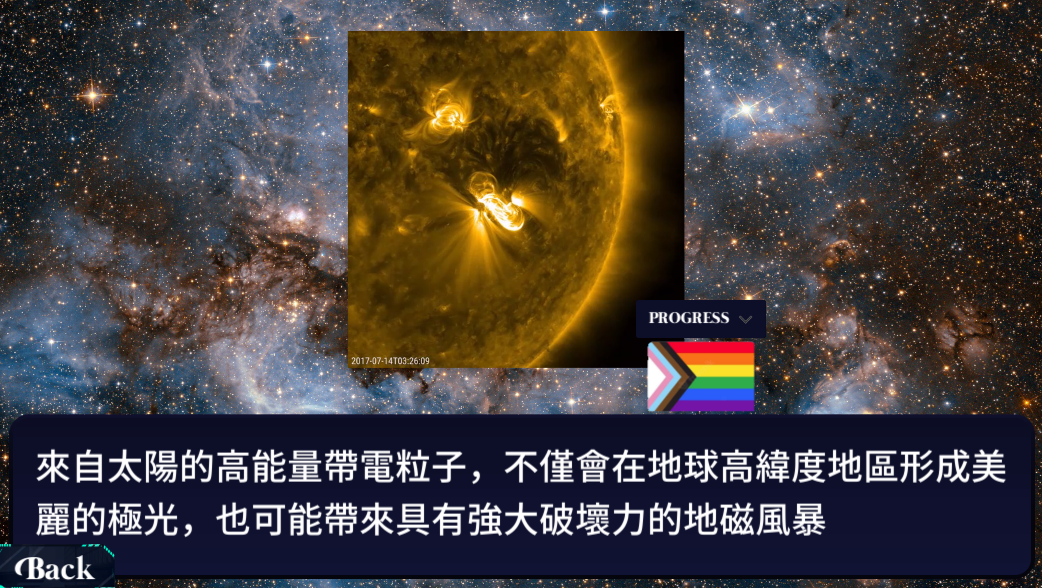 2017-07-14T03:26:09
PROGRESS
來自太陽的高能量帶電粒子，不僅會在地球高緯度地區形成美
麗的極光，也可能帶來具有強大破壞力的地磁風暴
Back